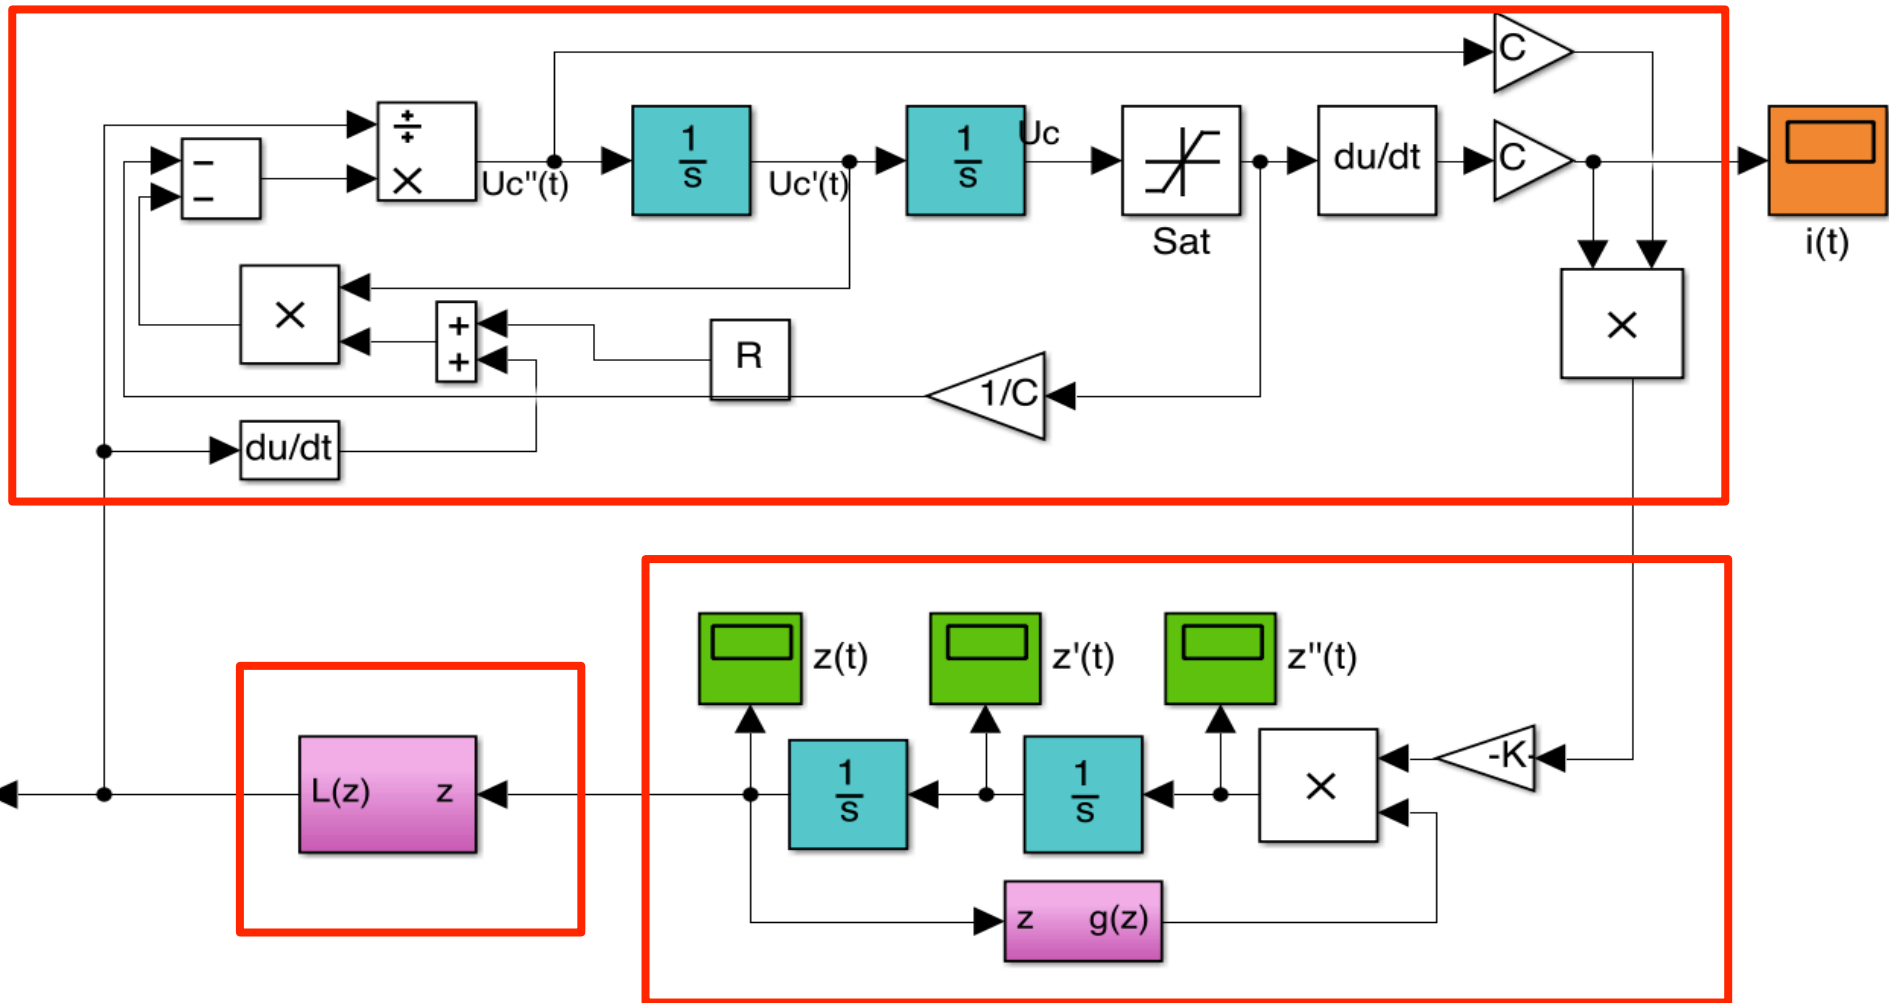 C
÷
×
−
−
Uc''(t)
1
s
Uc'(t)
1
s
Uc
Sat
du/dt
C
i(t)
×
+
+
R
1/C
×
du/dt
z(t)
z'(t)
z''(t)
L(z) z
1
s
1
s
×
-K-
z g(z)